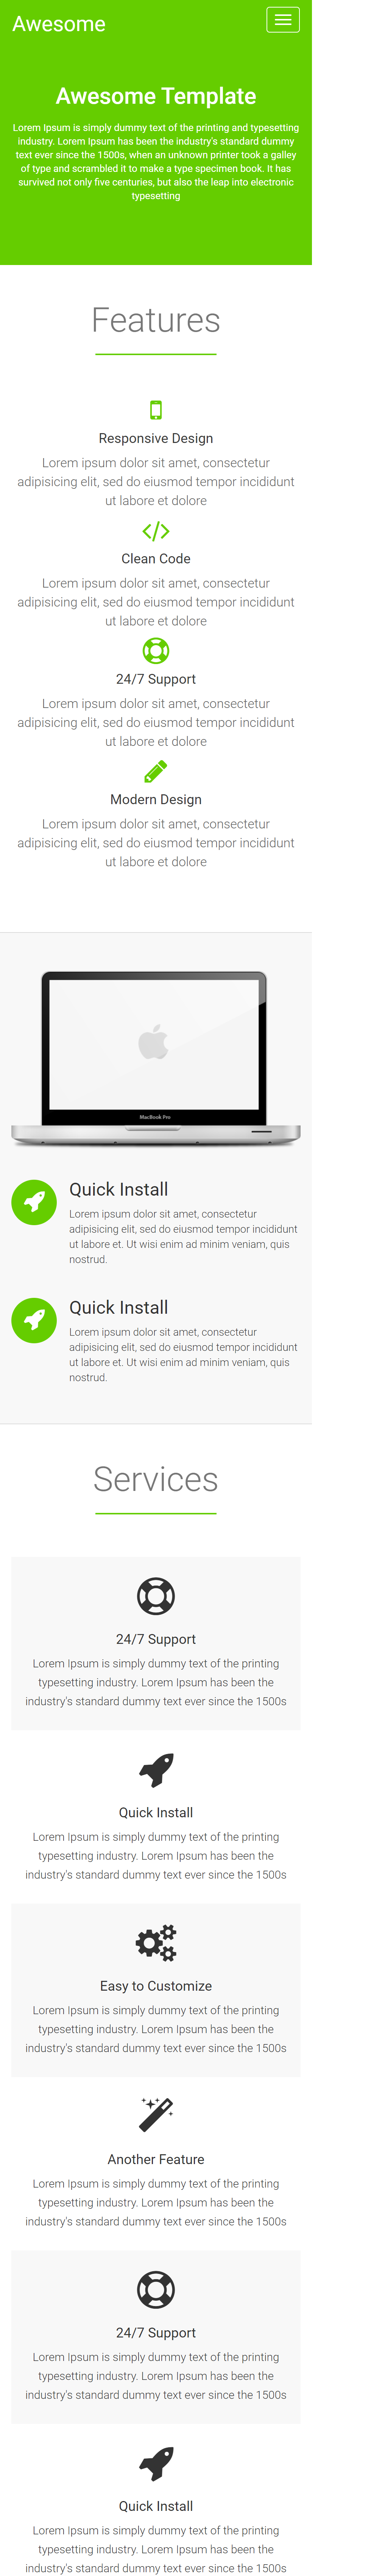 Awesome
Awesome Template
Lorem Ipsum is simply dummy text of the printing and typesetting
industry. Lorem Ipsum has been the industry's standard dummy
text ever since the 1500s, when an unknown printer took a galley
of type and scrambled it to make a type specimen book. It has
survived not only five centuries, but also the leap into electronic
typesetting
Features
Responsive Design
Lorem ipsum dolor sit amet, consectetur
adipisicing elit, sed do eiusmod tempor incididunt
ut labore et dolore
Clean Code
Lorem ipsum dolor sit amet, consectetur
adipisicing elit, sed do eiusmod tempor incididunt
ut labore et dolore
24/7 Support
Lorem ipsum dolor sit amet, consectetur
adipisicing elit, sed do eiusmod tempor incididunt
ut labore et dolore
Modern Design
Lorem ipsum dolor sit amet, consectetur
adipisicing elit, sed do eiusmod tempor incididunt
ut labore et dolore
MacBook Pro
Quick Install
Lorem ipsum dolor sit amet, consectetur
adipisicing elit, sed do eiusmod tempor incididunt
ut labore et. Ut wisi enim ad minim veniam, quis
nostrud.
Quick Install
Lorem ipsum dolor sit amet, consectetur
adipisicing elit, sed do eiusmod tempor incididunt
ut labore et. Ut wisi enim ad minim veniam, quis
nostrud.
Services
24/7 Support
Lorem Ipsum is simply dummy text of the printing
typesetting industry. Lorem Ipsum has been the
industry's standard dummy text ever since the 1500s
Quick Install
Lorem Ipsum is simply dummy text of the printing
typesetting industry. Lorem Ipsum has been the
industry's standard dummy text ever since the 1500s
Easy to Customize
Lorem Ipsum is simply dummy text of the printing
typesetting industry. Lorem Ipsum has been the
industry's standard dummy text ever since the 1500s
Another Feature
Lorem Ipsum is simply dummy text of the printing
typesetting industry. Lorem Ipsum has been the
industry's standard dummy text ever since the 1500s
24/7 Support
Lorem Ipsum is simply dummy text of the printing
typesetting industry. Lorem Ipsum has been the
industry's standard dummy text ever since the 1500s
Quick Install
Lorem Ipsum is simply dummy text of the printing
typesetting industry. Lorem Ipsum has been the
industry's standard dummy text ever since the 1500s